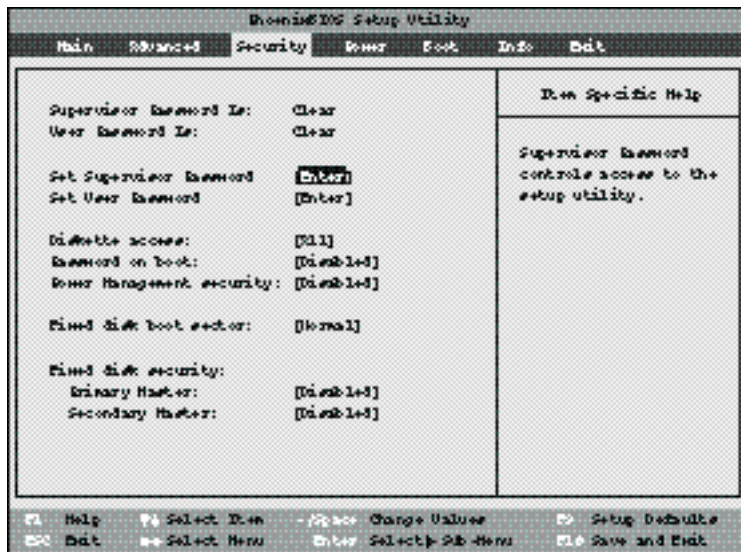 PhoenixBIOS Setup Utility
Main Advanced Security Power Boot Info Exit
Item Specific Help
Supervisor Password Is: Clear
User Password Is: Clear
Supervisor Password
controls access to the
setup utility.
Set Supervisor Password [Enter]
Set User Password [Enter]
Diskette access: [All]
Password on boot: [Disabled]
Power Management security: [Disabled]
Fixed disk boot sector: [Normal]
Fixed disk security:
Primary Master: [Disabled]
Secondary Master: [Disabled]
F1 Help ↑↓ Select Item -/Space Change Values F9 Setup Defaults
ESC Exit ←→ Select Menu Enter Select ▶ Sub-Menu F10 Save and Exit